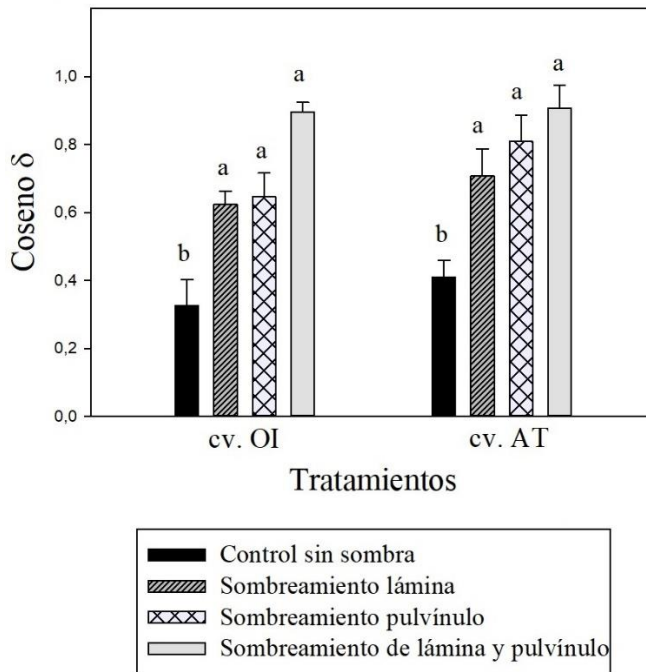 Coseno δ
1,0
0,8
0,6
0,4
0,2
0,0
b
a
a
a
b
a
a
a
cv. OI
cv. AT
Tratamientos
Control sin sombra
Sombreamiento lámina
Sombreamiento pulvínulo
Sombreamiento de lámina y pulvínulo